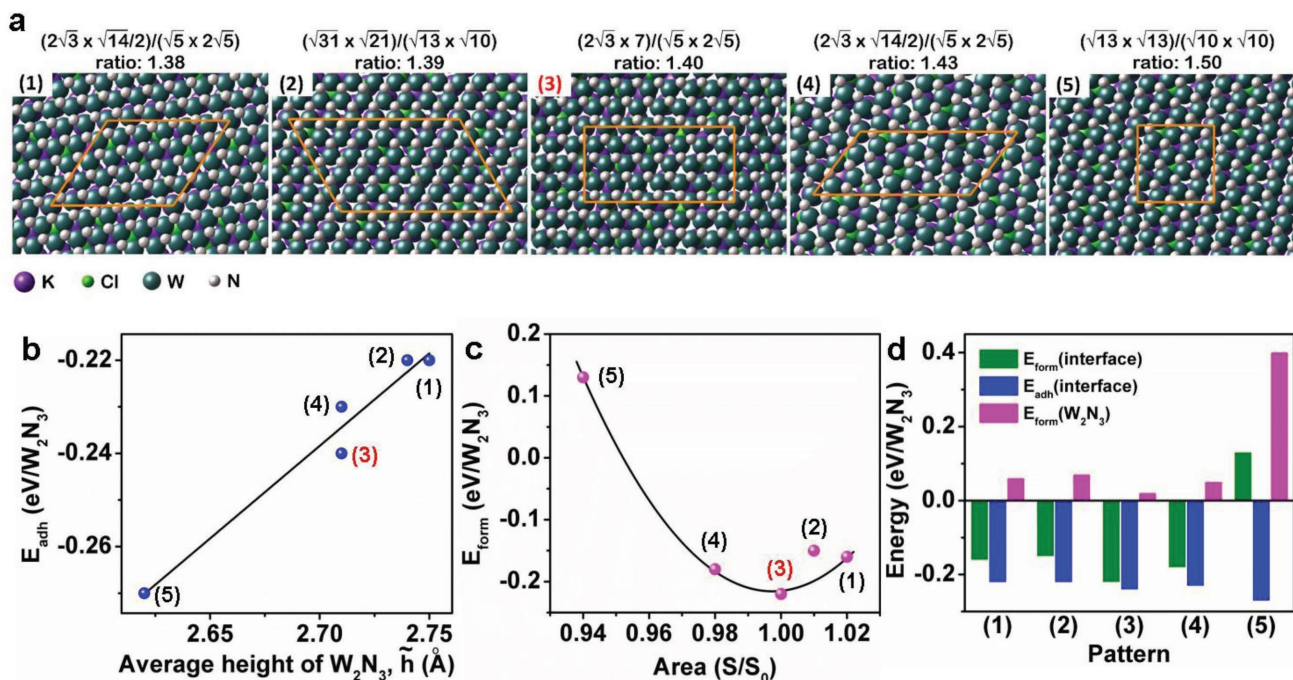 a
(2√3 x √14/2)/(√5 x 2√5)
ratio: 1.38
(1)
(√31 x √21)/(√13 x √10)
ratio: 1.39
(2)
(2√3 x 7)/(√5 x 2√5)
ratio: 1.40
(3)
(2√3 x √14/2)/(√5 x 2√5)
ratio: 1.43
(4)
(√13 x √13)/(√10 x √10)
ratio: 1.50
(5)
K Cl W N
b
E_adh (eV/W₂N₃)
-0.22
-0.24
-0.26
(2)
(1)
(4)
(3)
(5)
2.65 2.70 2.75
Average height of W₂N₃, h̃ (Å)
c
E_form (eV/W₂N₃)
0.2
0.1
0.0
-0.1
-0.2
(5)
(4)
(3)
(2)
(1)
0.94 0.96 0.98 1.00 1.02
Area (S/S₀)
d
Energy (eV/W₂N₃)
0.4
0.2
0.0
-0.2
E_form(interface)
E_adh(interface)
E_form(W₂N₃)
(1) (2) (3) (4) (5)
Pattern